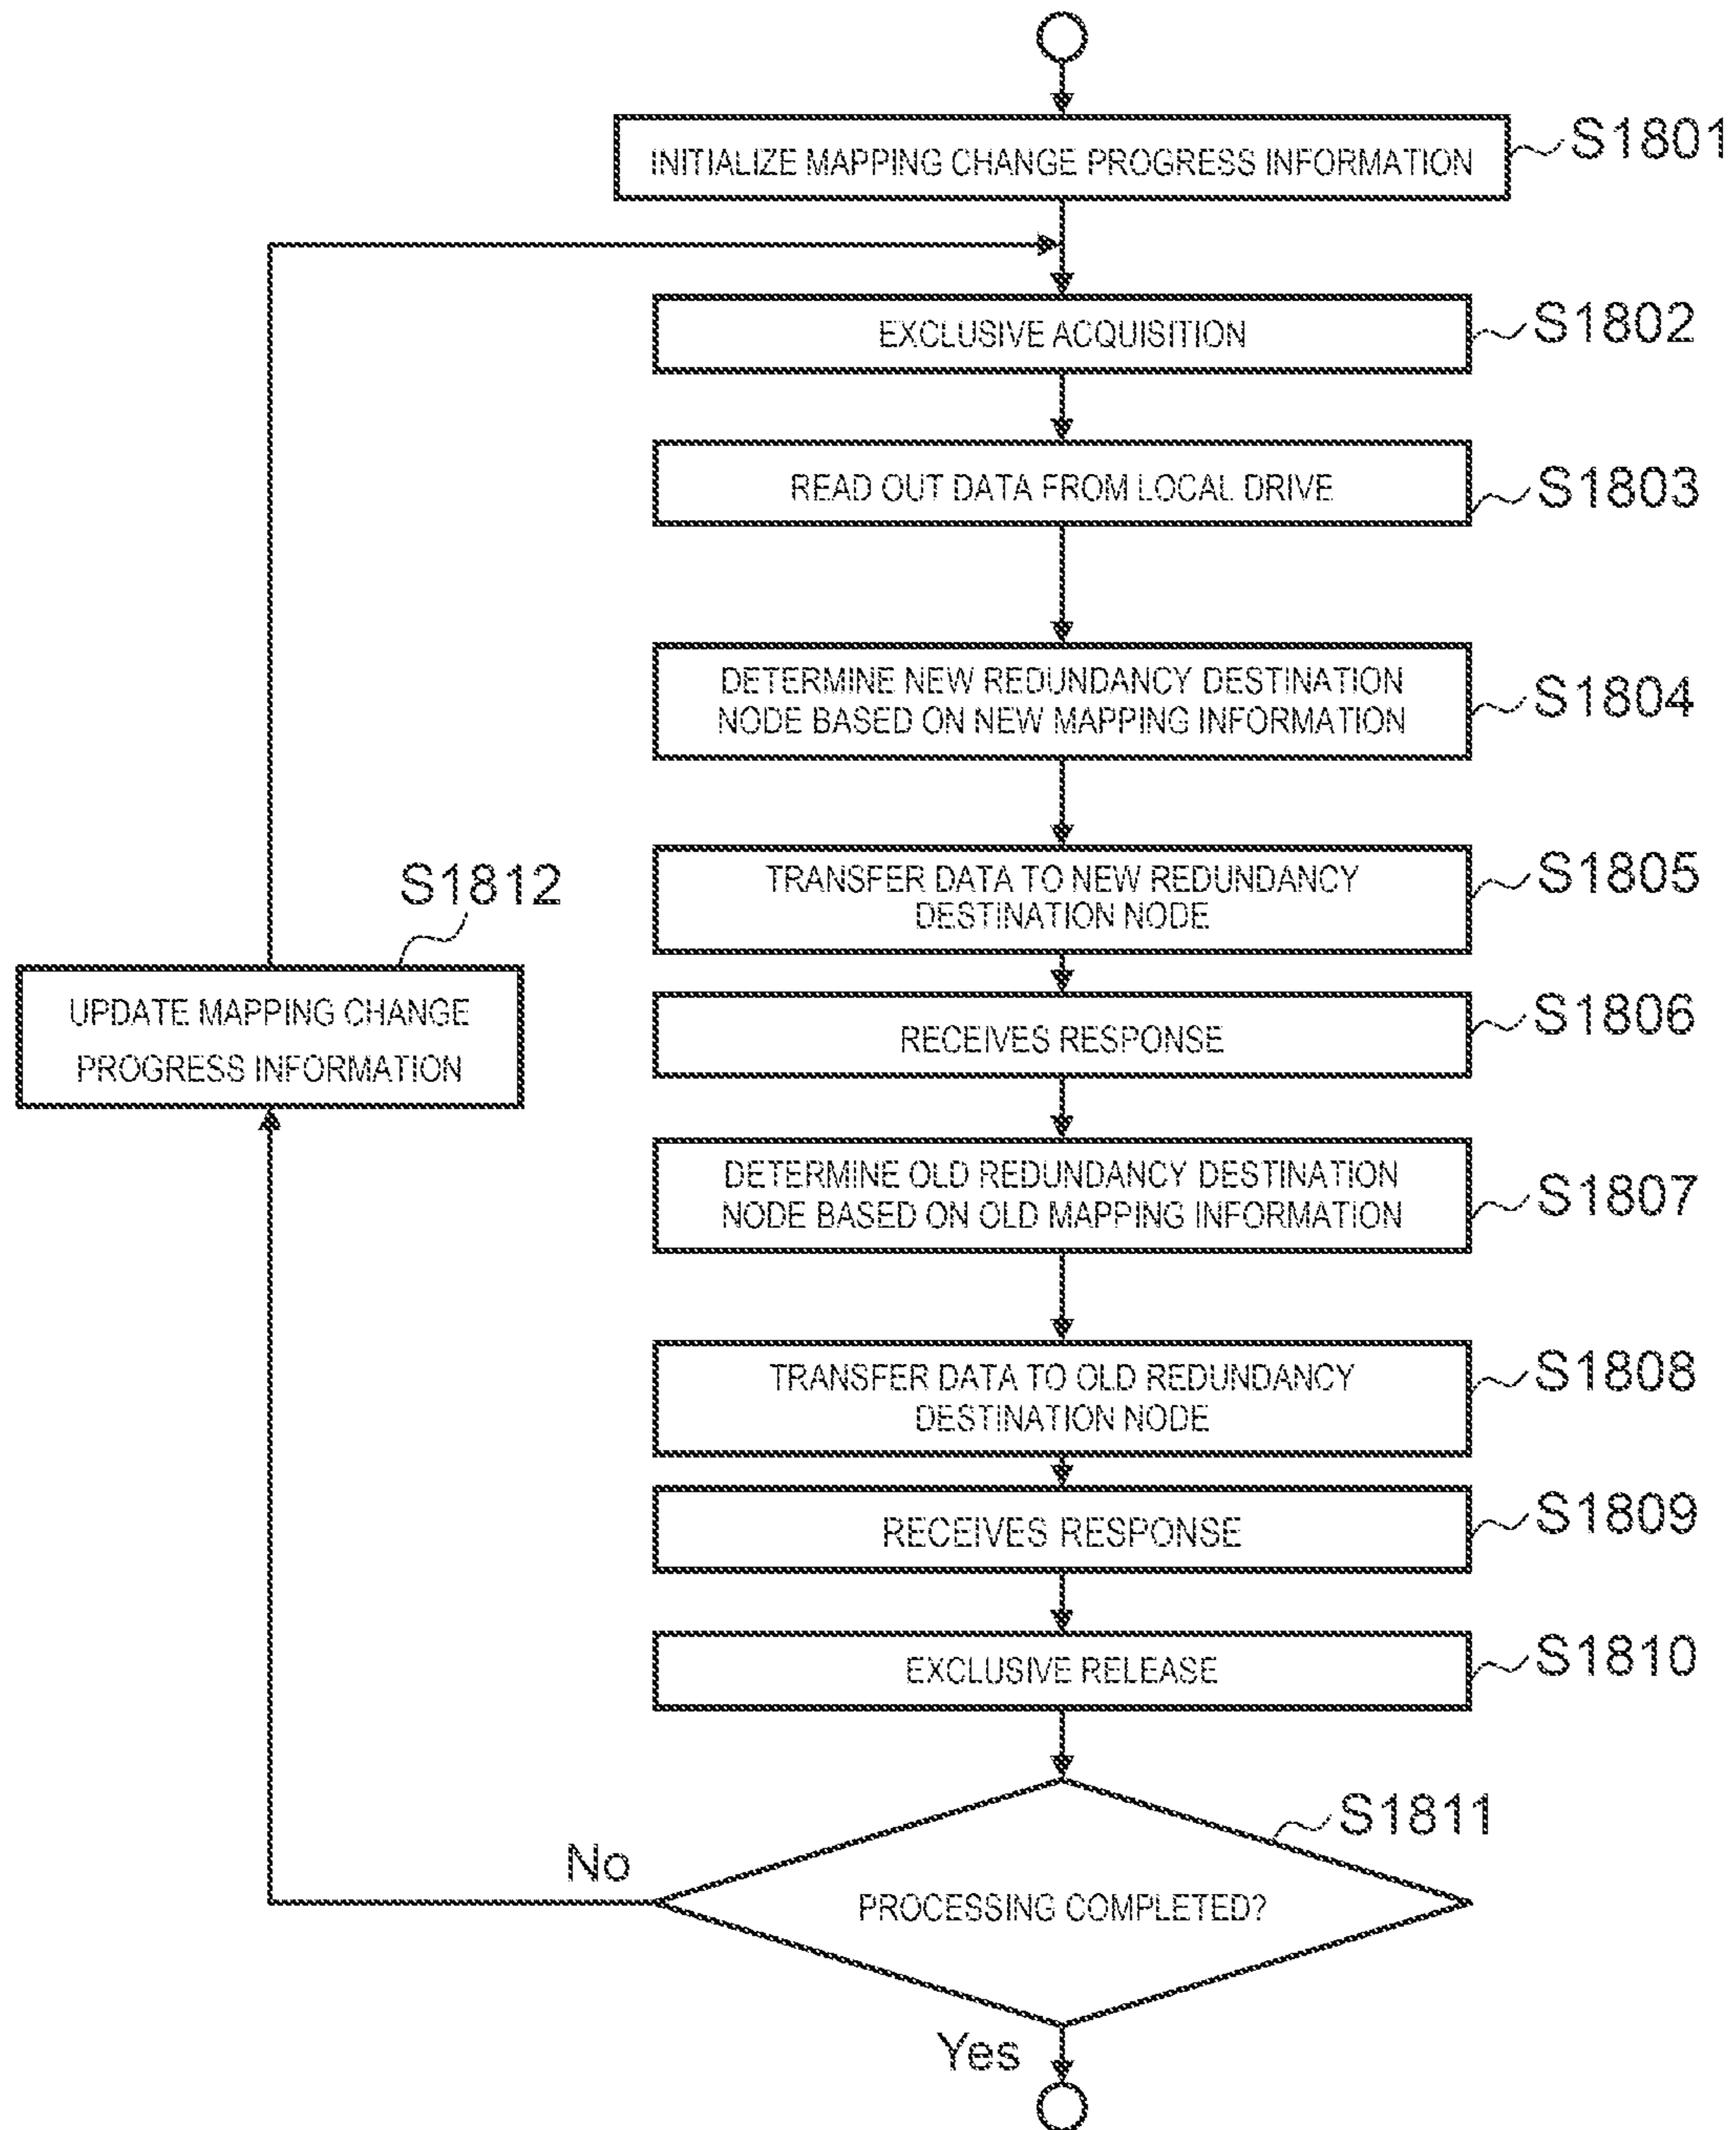 INITIALIZE MAPPING CHANGE PROGRESS INFORMATION
S1801
EXCLUSIVE ACQUISITION
S1802
READ OUT DATA FROM LOCAL DRIVE
S1803
DETERMINE NEW REDUNDANCY DESTINATION
NODE BASED ON NEW MAPPING INFORMATION
S1804
TRANSFER DATA TO NEW REDUNDANCY
DESTINATION NODE
S1805
S1812
UPDATE MAPPING CHANGE
PROGRESS INFORMATION
RECEIVES RESPONSE
S1806
DETERMINE OLD REDUNDANCY DESTINATION
NODE BASED ON OLD MAPPING INFORMATION
S1807
TRANSFER DATA TO OLD REDUNDANCY
DESTINATION NODE
S1808
RECEIVES RESPONSE
S1809
EXCLUSIVE RELEASE
S1810
S1811
No
PROCESSING COMPLETED?
Yes